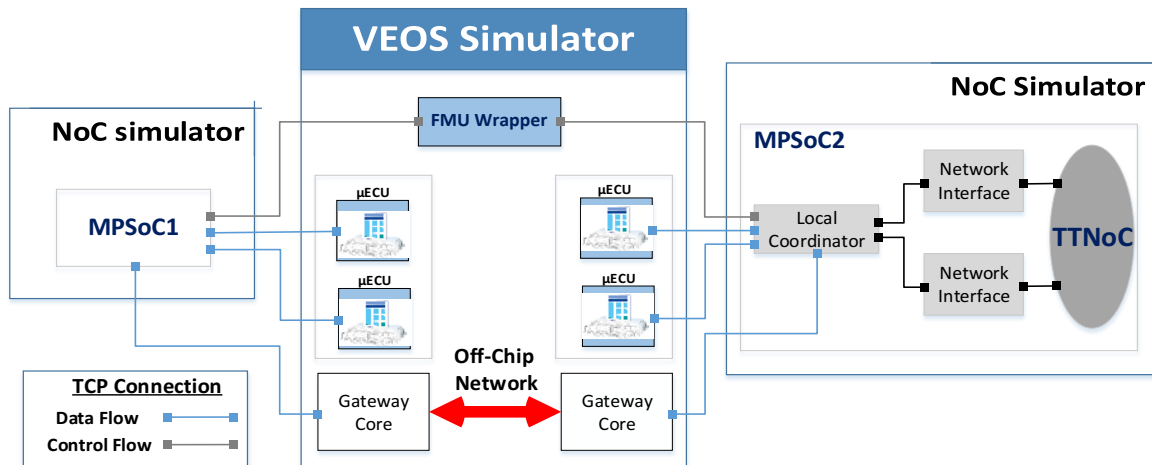 VEOS Simulator
NoC simulator
MPSoC1
FMU Wrapper
µECU
µECU
µECU
µECU
Off-Chip
Network
Gateway
Core
Gateway
Core
NoC Simulator
MPSoC2
Local
Coordinator
Network
Interface
Network
Interface
TTNoC
TCP Connection
Data Flow
Control Flow